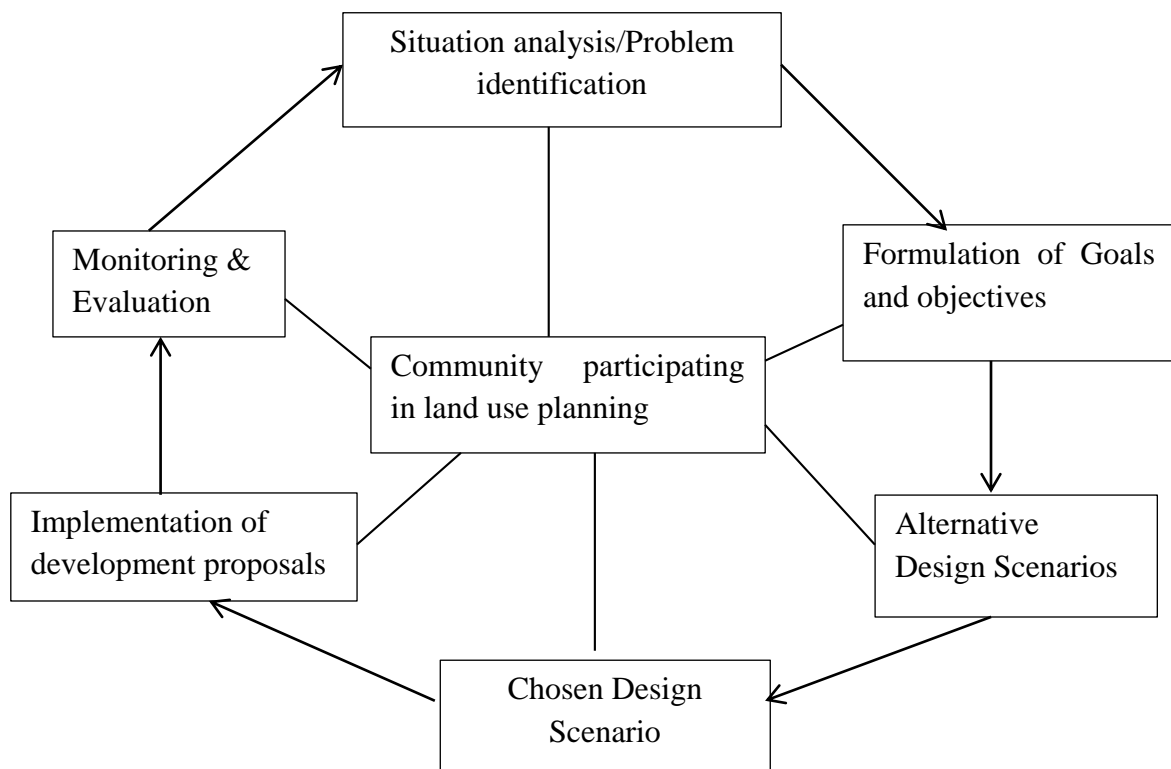 Situation analysis/Problem
identification
Monitoring &
Evaluation
Formulation of Goals
and objectives
Community participating
in land use planning
Implementation of
development proposals
Alternative
Design Scenarios
Chosen Design
Scenario